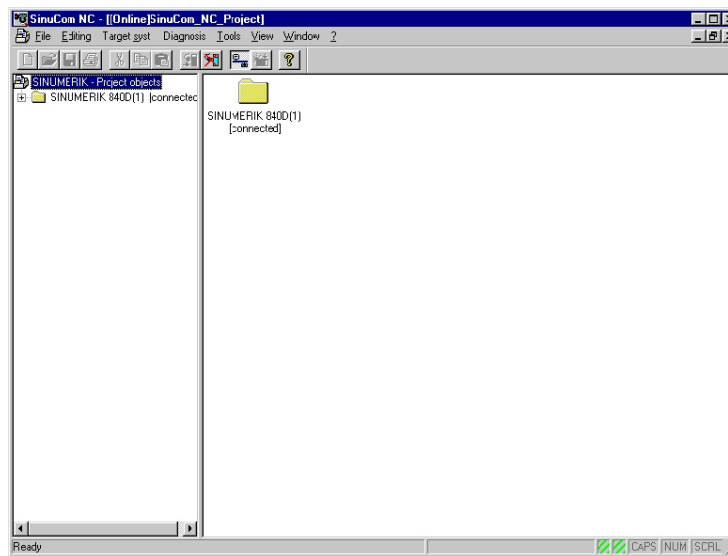 SinuCom NC - [[Online]SinuCom_NC_Project]
File Editing Target syst Diagnosis Tools View Window ?
SINUMERIK - Project objects
SINUMERIK 840D(1) [connected
SINUMERIK 840D(1)
[connected]
Ready
CAPS NUM SCRL